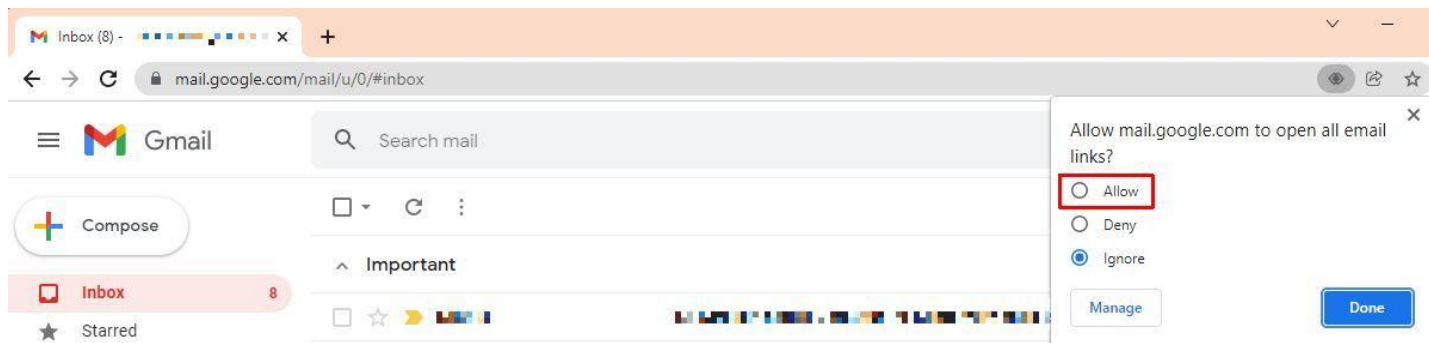 Inbox (8) -
mail.google.com/mail/u/0/#inbox
Gmail
Search mail
Allow mail.google.com to open all email
links?
Allow
Compose
Deny
Important
Ignore
Inbox 8
Manage
Done
Starred